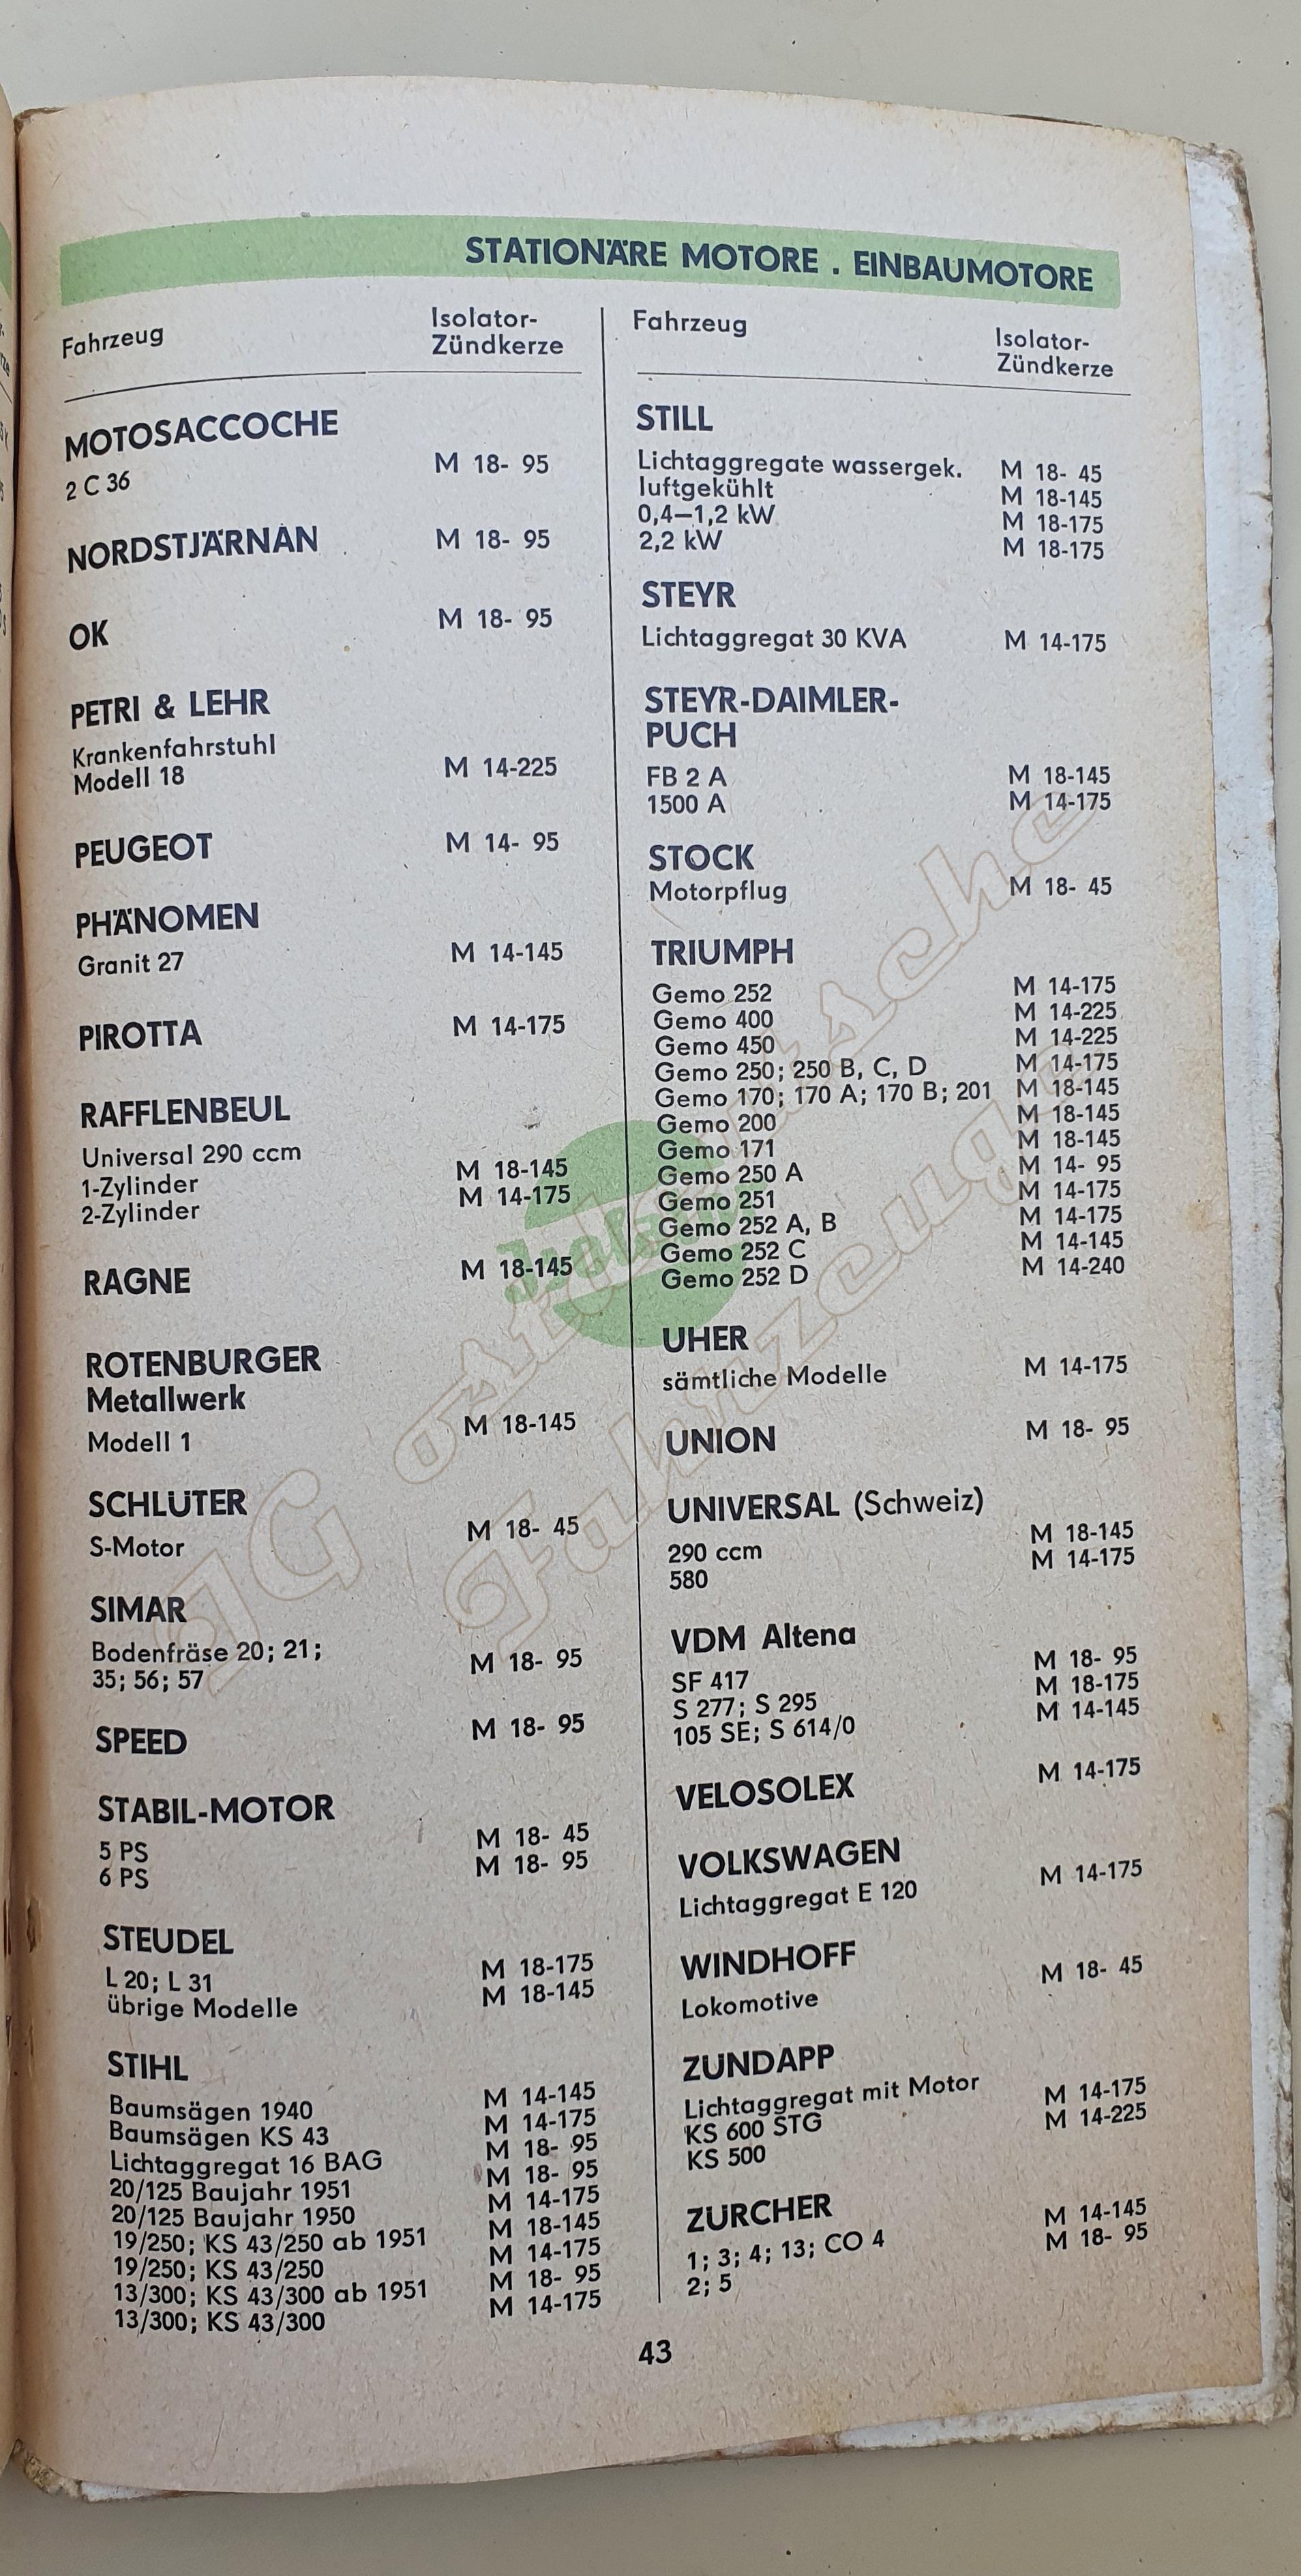 STATIONÄRE MOTORE . EINBAUMOTORE
Fahrzeug Isolator-
Zündkerze
MOTOSACCOCHE
2 C 36 M 18- 95
NORDSTJÄRNAN M 18- 95
OK M 18- 95
PETRI & LEHR
Krankenfahrstuhl
Modell 18 M 14-225
PEUGEOT M 14- 95
PHÄNOMEN
Granit 27 M 14-145
PIROTTA M 14-175
RAFFLENBEUL
Universal 290 ccm
1-Zylinder M 18-145
2-Zylinder M 14-175
RAGNE M 18-145
ROTENBURGER
Metallwerk
Modell 1 M 18-145
SCHLÜTER
S-Motor M 18- 45
SIMAR
Bodenfräse 20; 21;
35; 56; 57 M 18- 95
SPEED M 18- 95
STABIL-MOTOR
5 PS M 18- 45
6 PS M 18- 95
STEUDEL
L 20; L 31 M 18-175
übrige Modelle M 18-145
STIHL
Baumsägen 1940 M 14-145
Baumsägen KS 43 M 14-175
Lichtaggregat 16 BAG M 18- 95
20/125 Baujahr 1951 M 18- 95
20/125 Baujahr 1950 M 14-175
19/250; KS 43/250 ab 1951 M 18-145
19/250; KS 43/250 M 14-175
13/300; KS 43/300 ab 1951 M 18- 95
13/300; KS 43/300 M 14-175
Fahrzeug Isolator-
Zündkerze
STILL
Lichtaggregate wassergek. M 18- 45
luftgekühlt M 18-145
0,4—1,2 kW M 18-175
2,2 kW M 18-175
STEYR
Lichtaggregat 30 KVA M 14-175
STEYR-DAIMLER-
PUCH
FB 2 A M 18-145
1500 A M 14-175
STOCK
Motorpflug M 18- 45
TRIUMPH
Gemo 252 M 14-175
Gemo 400 M 14-225
Gemo 450 M 14-225
Gemo 250; 250 B, C, D M 14-175
Gemo 170; 170 A; 170 B; 201 M 18-145
Gemo 200 M 18-145
Gemo 171 M 18-145
Gemo 250 A M 14- 95
Gemo 251 M 14-175
Gemo 252 A, B M 14-175
Gemo 252 C M 14-145
Gemo 252 D M 14-240
UHER
sämtliche Modelle M 14-175
UNION M 18- 95
UNIVERSAL (Schweiz)
290 ccm M 18-145
580 M 14-175
VDM Altena
SF 417 M 18- 95
S 277; S 295 M 18-175
105 SE; S 614/0 M 14-145
VELOSOLEX M 14-175
VOLKSWAGEN
Lichtaggregat E 120 M 14-175
WINDHOFF
Lokomotive M 18- 45
ZUNDAPP
Lichtaggregat mit Motor
KS 600 STG M 14-175
KS 500 M 14-225
ZURCHER
1; 3; 4; 13; CO 4 M 14-145
2; 5 M 18- 95
43